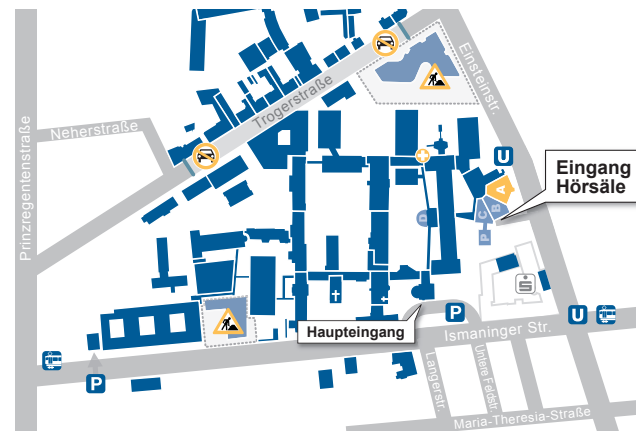 Einsteinstr.
Trogerstraße
Neherstraße
Prinzregentenstraße
U
Eingang
Hörsäle
A
B
C
D
P
S
Haupteingang
P
Ismaninger Str.
U
P
Langerstr.
Untere Feldstr.
Maria-Theresia-Straße